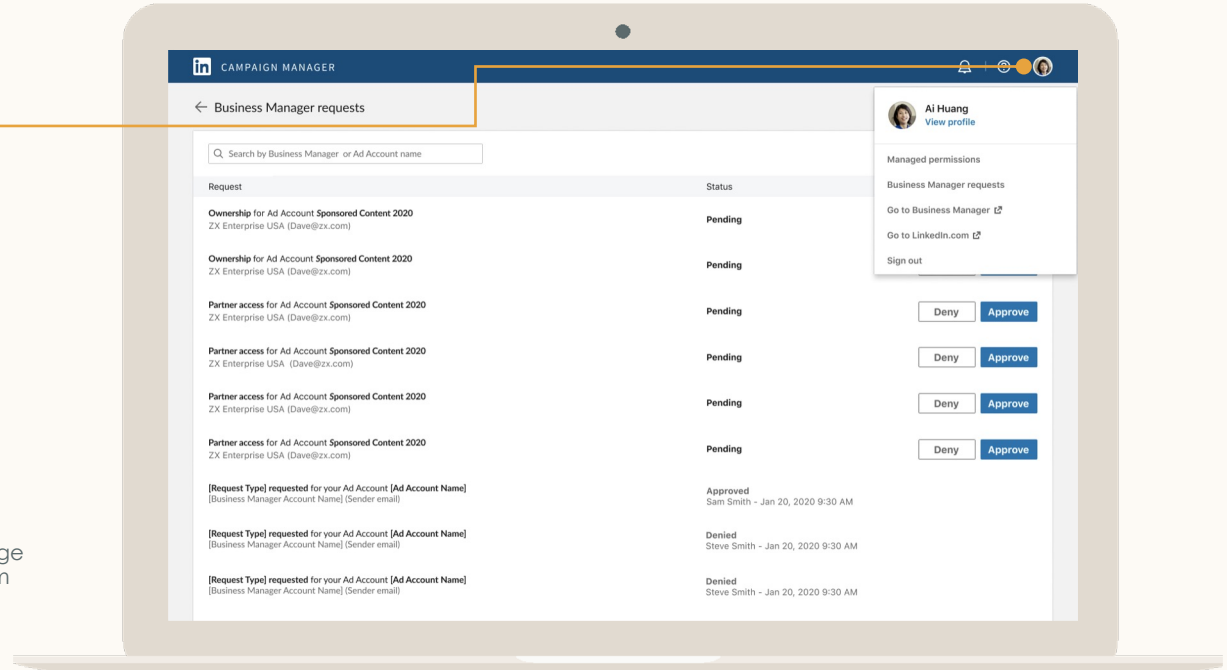 in CAMPAIGN MANAGER
Business Manager requests
Ai Huang
View profile
Managed permissions
Business Manager requests
Go to Business Manager
Go to LinkedIn.com
Sign out
Search by Business Manager or Ad Account name
Request Status
Ownership for Ad Account Sponsored Content 2020
ZX Enterprise USA (Dave@zx.com)
Pending
Ownership for Ad Account Sponsored Content 2020
ZX Enterprise USA (Dave@zx.com)
Pending
Partner access for Ad Account Sponsored Content 2020
ZX Enterprise USA (Dave@zx.com)
Pending
Deny Approve
Partner access for Ad Account Sponsored Content 2020
ZX Enterprise USA (Dave@zx.com)
Pending
Deny Approve
Partner access for Ad Account Sponsored Content 2020
ZX Enterprise USA (Dave@zx.com)
Pending
Deny Approve
Partner access for Ad Account Sponsored Content 2020
ZX Enterprise USA (Dave@zx.com)
Pending
Deny Approve
[Request Type] requested for your Ad Account [Ad Account Name]
[Business Manager Account Name] (Sender email)
Approved
Sam Smith - Jan 20, 2020 9:30 AM
[Request Type] requested for your Ad Account [Ad Account Name]
[Business Manager Account Name] (Sender email)
Denied
Steve Smith - Jan 20, 2020 9:30 AM
[Request Type] requested for your Ad Account [Ad Account Name]
[Business Manager Account Name] (Sender email)
Denied
Steve Smith - Jan 20, 2020 9:30 AM